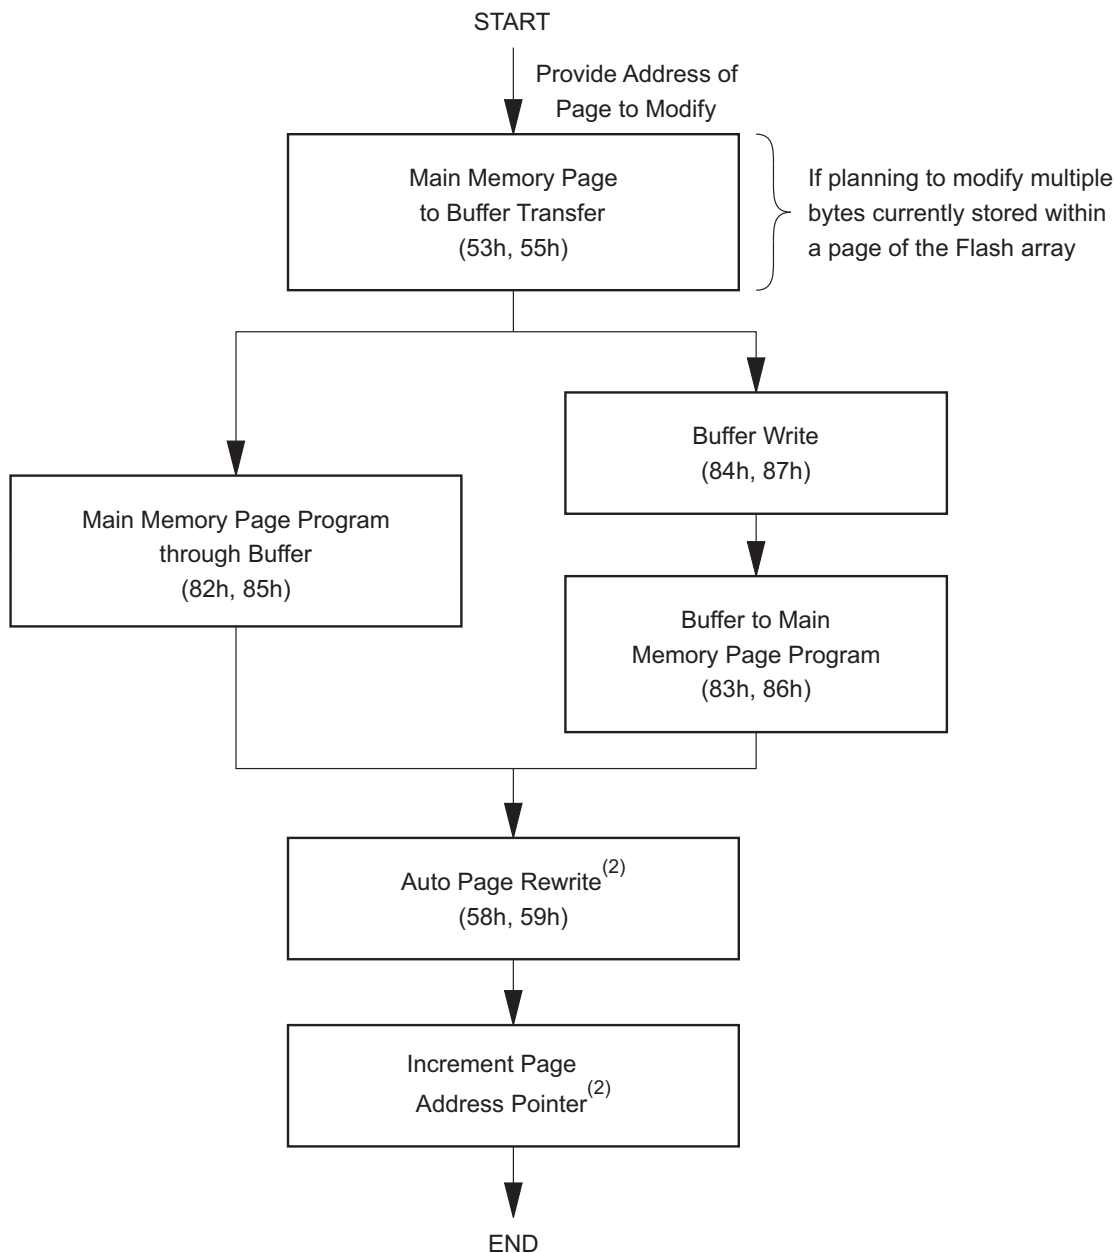 START
Provide Address of
Page to Modify
Main Memory Page
to Buffer Transfer
(53h, 55h)
If planning to modify multiple
bytes currently stored within
a page of the Flash array
Buffer Write
(84h, 87h)
Main Memory Page Program
through Buffer
(82h, 85h)
Buffer to Main
Memory Page Program
(83h, 86h)
Auto Page Rewrite(2)
(58h, 59h)
Increment Page
Address Pointer(2)
END